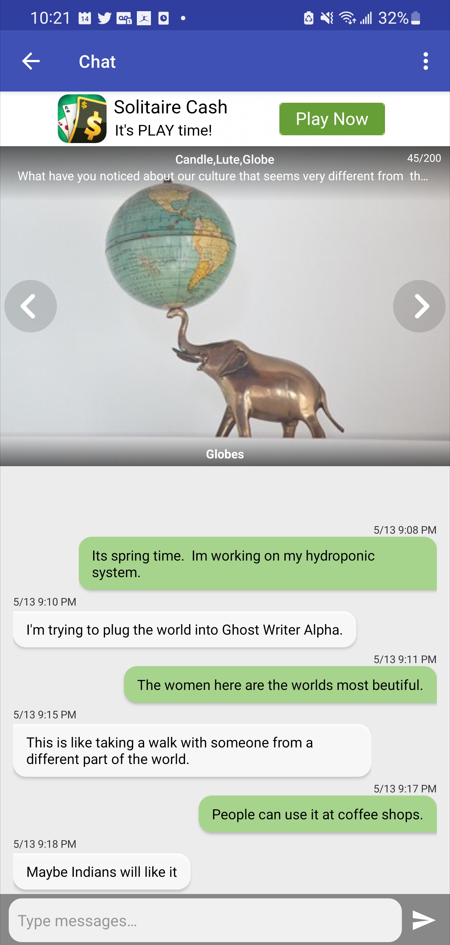 10:21
14
32%
Chat
Solitaire Cash
It's PLAY time!
Play Now
Candle,Lute,Globe
45/200
What have you noticed about our culture that seems very different from th…
Globes
5/13 9:08 PM
Its spring time. Im working on my hydroponic
system.
5/13 9:10 PM
I'm trying to plug the world into Ghost Writer Alpha.
5/13 9:11 PM
The women here are the worlds most beutiful.
5/13 9:15 PM
This is like taking a walk with someone from a
different part of the world.
5/13 9:17 PM
People can use it at coffee shops.
5/13 9:18 PM
Maybe Indians will like it
Type messages…